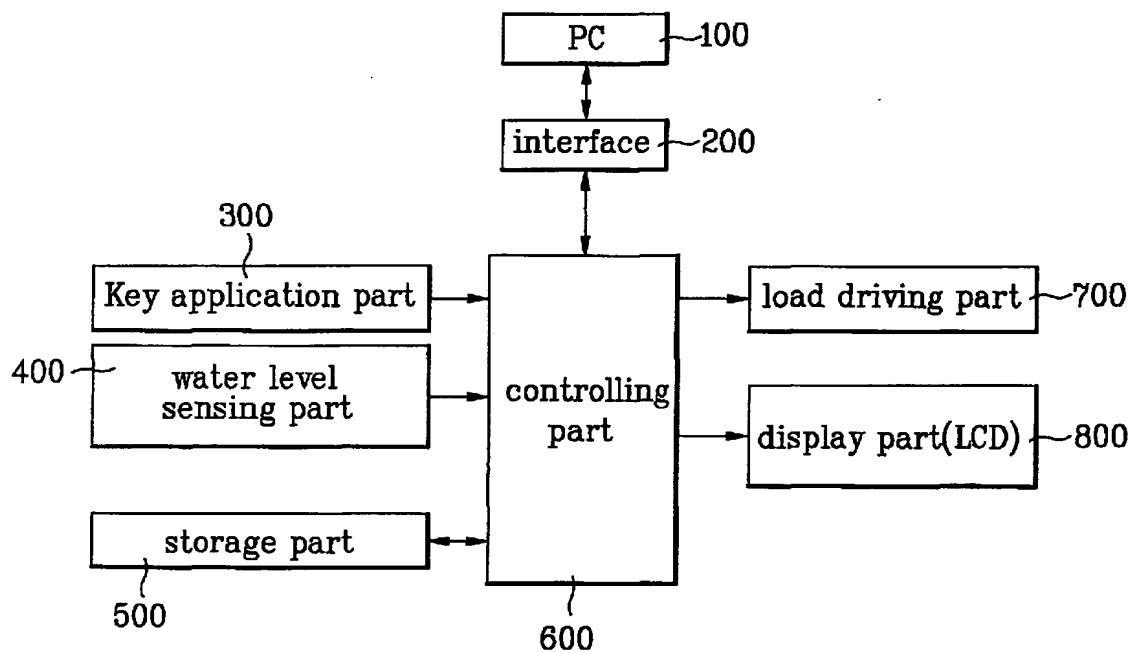 PC
100
interface
200
300
Key application part
400
water level
sensing part
storage part
500
controlling
part
600
load driving part
700
display part(LCD)
800